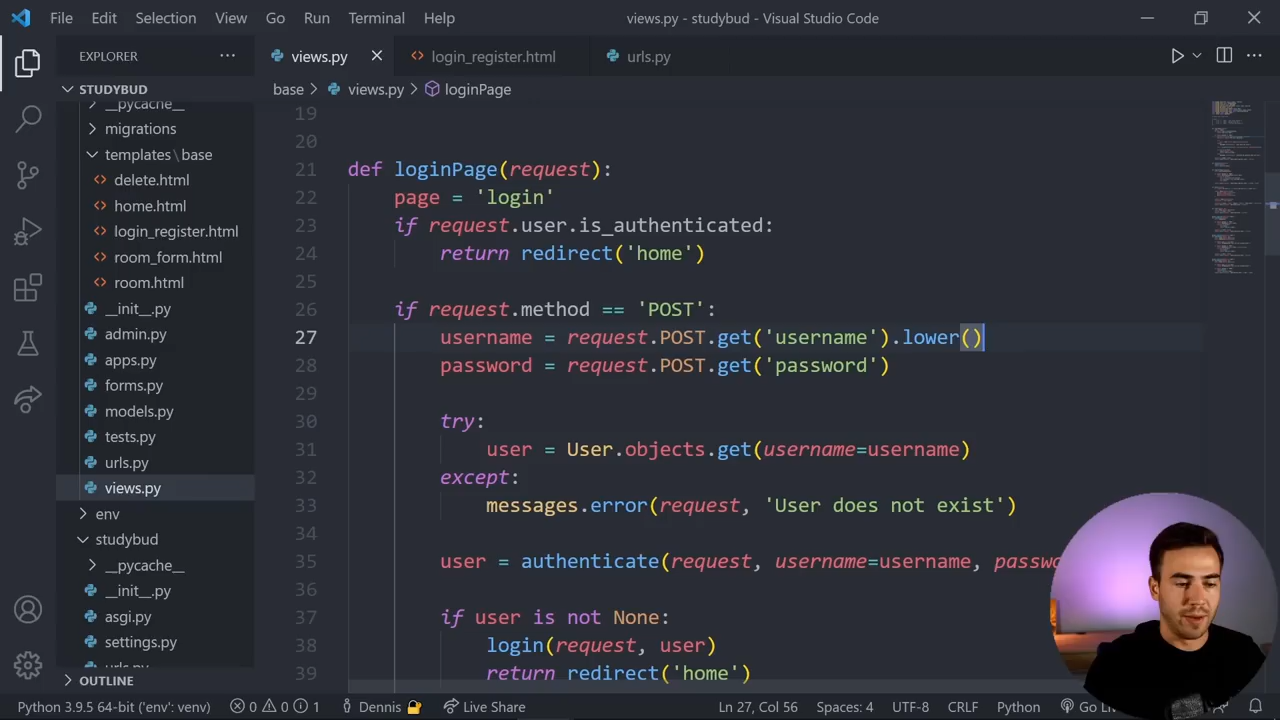 File Edit Selection View Go Run Terminal Help
views.py - studybud - Visual Studio Code
EXPLORER
views.py
login_register.html
urls.py
STUDYBUD
base > views.py > loginPage
__pycache__
migrations
templates\base
delete.html
home.html
login_register.html
room_form.html
room.html
__init__.py
admin.py
apps.py
forms.py
models.py
tests.py
urls.py
views.py
env
studybud
__pycache__
__init__.py
asgi.py
settings.py
urls.py
OUTLINE
19
20
21 def loginPage(request):
22 page = 'login'
23 if request.user.is_authenticated:
24 return redirect('home')
25
26 if request.method == 'POST':
27 username = request.POST.get('username').lower()
28 password = request.POST.get('password')
29
30 try:
31 user = User.objects.get(username=username)
32 except:
33 messages.error(request, 'User does not exist')
34
35 user = authenticate(request, username=username, passwo
36
37 if user is not None:
38 login(request, user)
39 return redirect('home')
Python 3.9.5 64-bit ('env': venv) 0 0 1 Dennis Live Share Ln 27, Col 56 Spaces: 4 UTF-8 CRLF Python Go Li